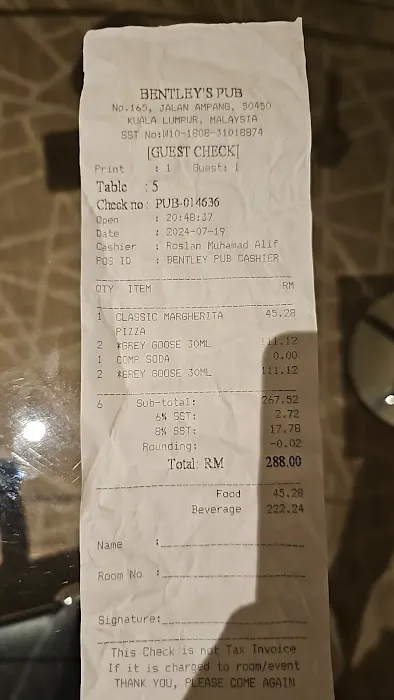 BENTLEY'S PUB
No.165, JALAN AMPANG, 50450
KUALA LUMPUR, MALAYSIA
SST No:W10-1808-31018874
[GUEST CHECK]
Print : 1 Guest: 1
Table : 5
Check no : PUB-014636
Open : 20:48:37
Date : 2024-07-19
Cashier : Roslan Muhamad Alif
POS ID : BENTLEY PUB CASHIER
QTY ITEM RM
1 CLASSIC MARGHERITA 45.28
PIZZA
2 *GREY GOOSE 30ML 111.12
1 COMP SODA 0.00
2 *GREY GOOSE 30ML 111.12
6 Sub-total: 267.52
6% SST: 2.72
8% SST: 17.78
Rounding: -0.02
Total: RM 288.00
Food 45.28
Beverage 222.24
Name :
Room No :
Signature:
This Check is not Tax Invoice
If it is charged to room/event
THANK YOU, PLEASE COME AGAIN